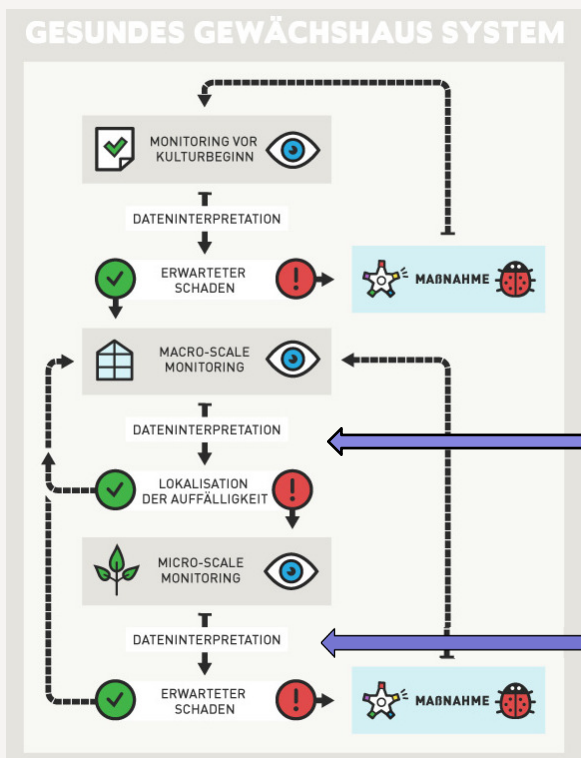 GESUNDES GEWÄCHSHAUS SYSTEM
MONITORING VOR
KULTURBEGINN
DATENINTERPRETATION
ERWARTETER
SCHADEN
MAẞNAHME
MACRO-SCALE
MONITORING
DATENINTERPRETATION
LOKALISATION
DER AUFFÄLLIGKEIT
MICRO-SCALE
MONITORING
DATENINTERPRETATION
ERWARTETER
SCHADEN
MAẞNAHME